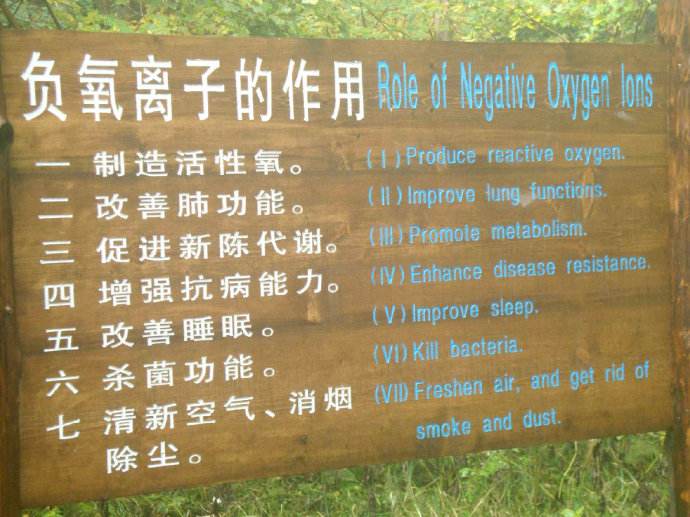 负氧离子的作用 Role of Negative Oxygen Ions
一 制造活性氧。 (I) Produce reactive oxygen.
二 改善肺功能。 (II) Improve lung functions.
三 促进新陈代谢。 (III) Promote metabolism.
四 增强抗病能力。 (IV) Enhance disease resistance.
五 改善睡眠。 (V) Improve sleep.
六 杀菌功能。 (VI) Kill bacteria.
七 清新空气、消烟 (VII) Freshen air, and get rid of
除尘。 smoke and dust.